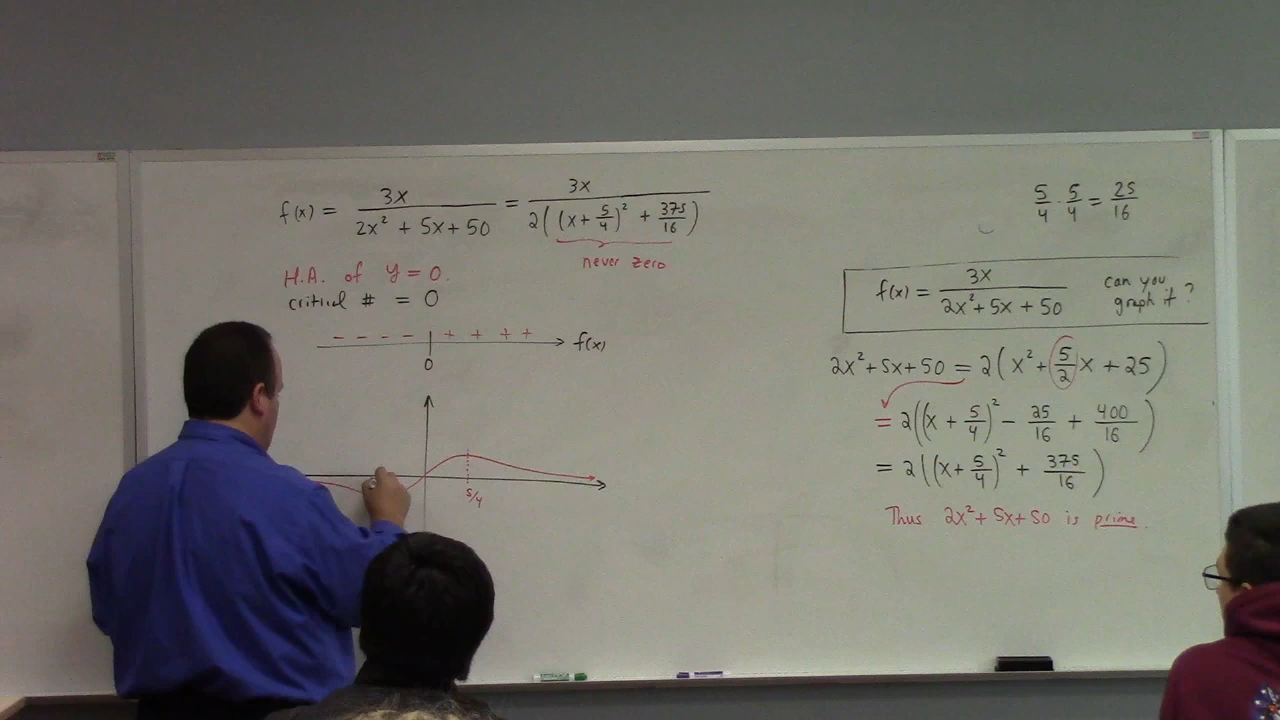 f(x) = 3x / (2x² + 5x + 50) = 3x / (2((x + 5/4)² + 375/16))
never zero
H.A. of y = 0.
critical # = 0
− − − − | + + + + f(x)
0
5/4
5/4 · 5/4 = 25/16
f(x) = 3x / (2x² + 5x + 50) can you
graph it ?
2x² + 5x + 50 = 2(x² + 5/2 x + 25)
= 2((x + 5/4)² − 25/16 + 400/16)
= 2((x + 5/4)² + 375/16)
Thus 2x² + 5x + 50 is prime.